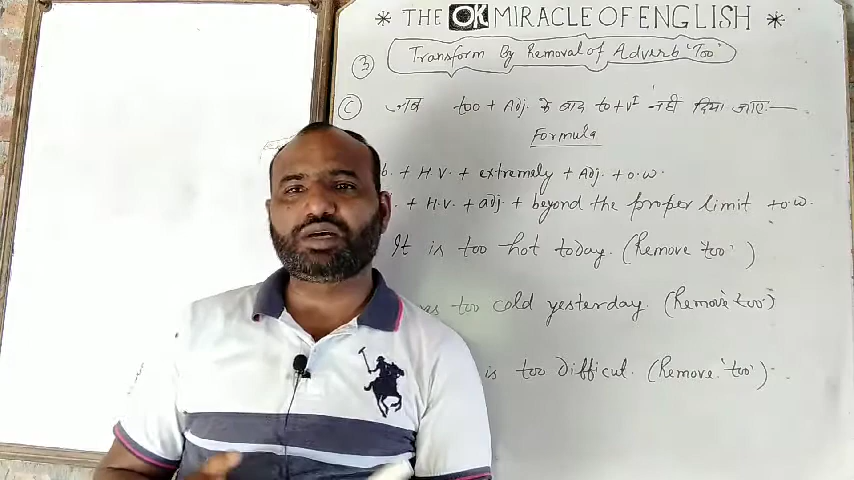 * THE OK MIRACLE OF ENGLISH *
③ Transform By Removal of Adverb 'Too'
Ⓒ जब too + Adj. के बाद to + V^I नहीं दिया जाए—
Formula
b. + H.V. + extremely + Adj. + o.w.
. + H.V. + adj. + beyond the proper limit + o.w.
It is too hot today. (Remove 'too')
was too cold yesterday. (Remove 'too')
is too difficult. (Remove 'too')